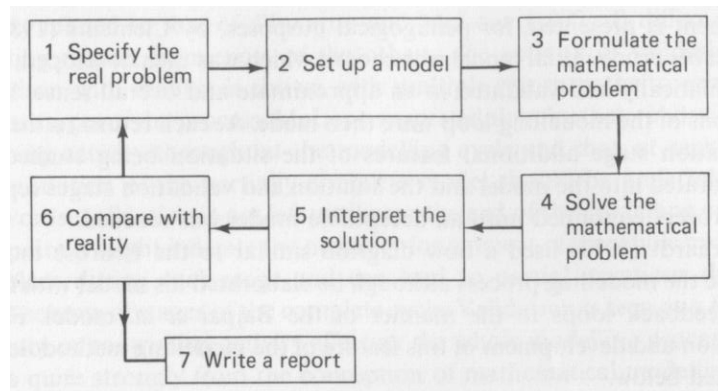 1 Specify the
real problem
2 Set up a model
3 Formulate the
mathematical
problem
4 Solve the
mathematical
problem
5 Interpret the
solution
6 Compare with
reality
7 Write a report